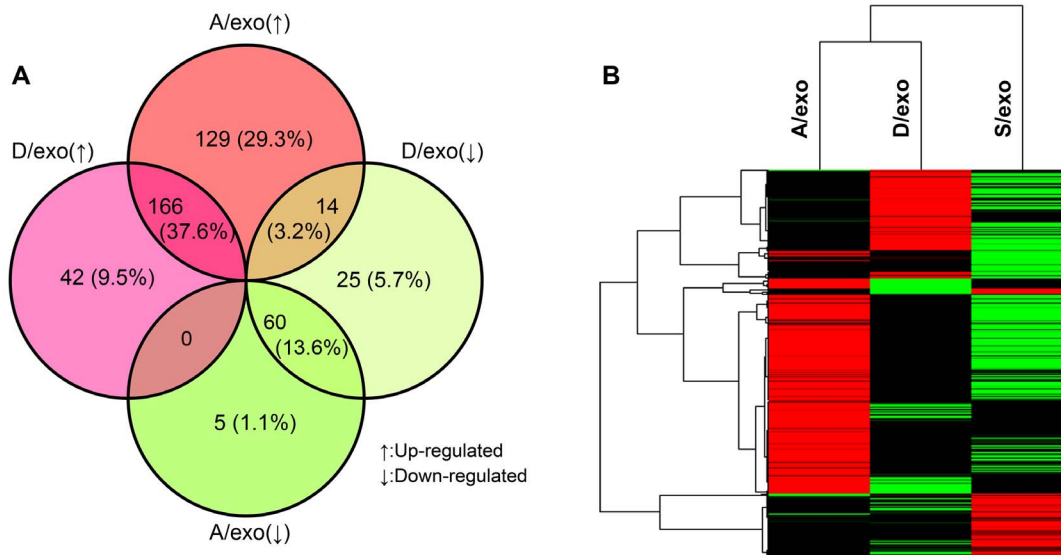 A
A/exo(↑)
D/exo(↑)
D/exo(↓)
129 (29.3%)
166
(37.6%)
14
(3.2%)
42 (9.5%)
25 (5.7%)
0
60
(13.6%)
5 (1.1%)
↑:Up-regulated
↓:Down-regulated
A/exo(↓)
B
A/exo
D/exo
S/exo